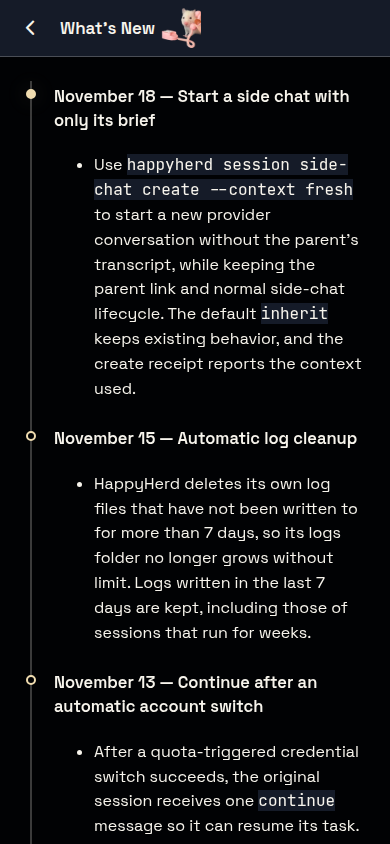 What's New
November 18 — Start a side chat with
only its brief
• Use happyherd session side-
chat create --context fresh
to start a new provider
conversation without the parent's
transcript, while keeping the
parent link and normal side-chat
lifecycle. The default inherit
keeps existing behavior, and the
create receipt reports the context
used.
November 15 — Automatic log cleanup
• HappyHerd deletes its own log
files that have not been written to
for more than 7 days, so its logs
folder no longer grows without
limit. Logs written in the last 7
days are kept, including those of
sessions that run for weeks.
November 13 — Continue after an
automatic account switch
• After a quota-triggered credential
switch succeeds, the original
session receives one continue
message so it can resume its task.